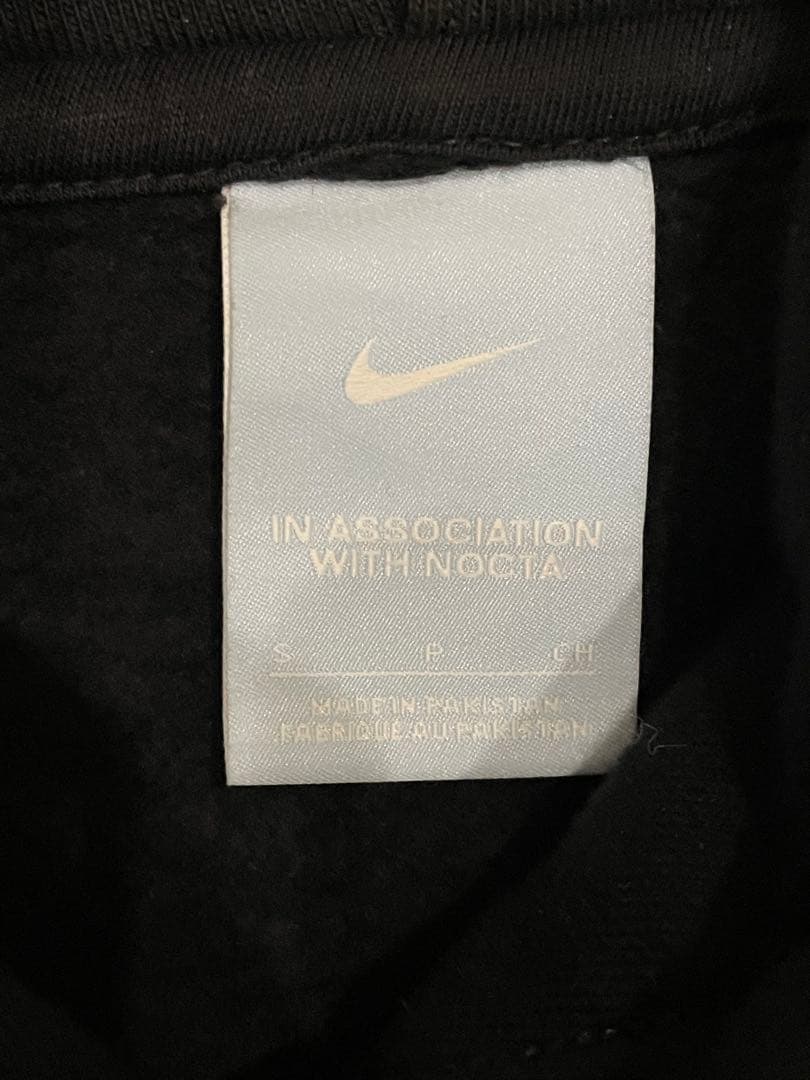 IN ASSOCIATION
WITH NOCTA
S P CH
MADE IN PAKISTAN
FABRIQUE AU PAKISTAN